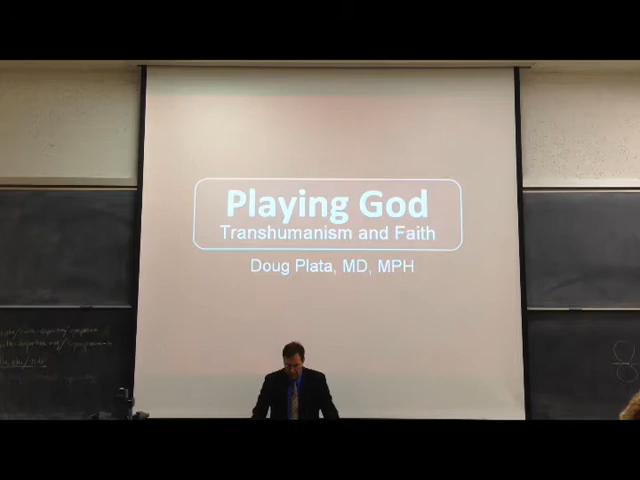 Playing God
Transhumanism and Faith
Doug Plata, MD, MPH